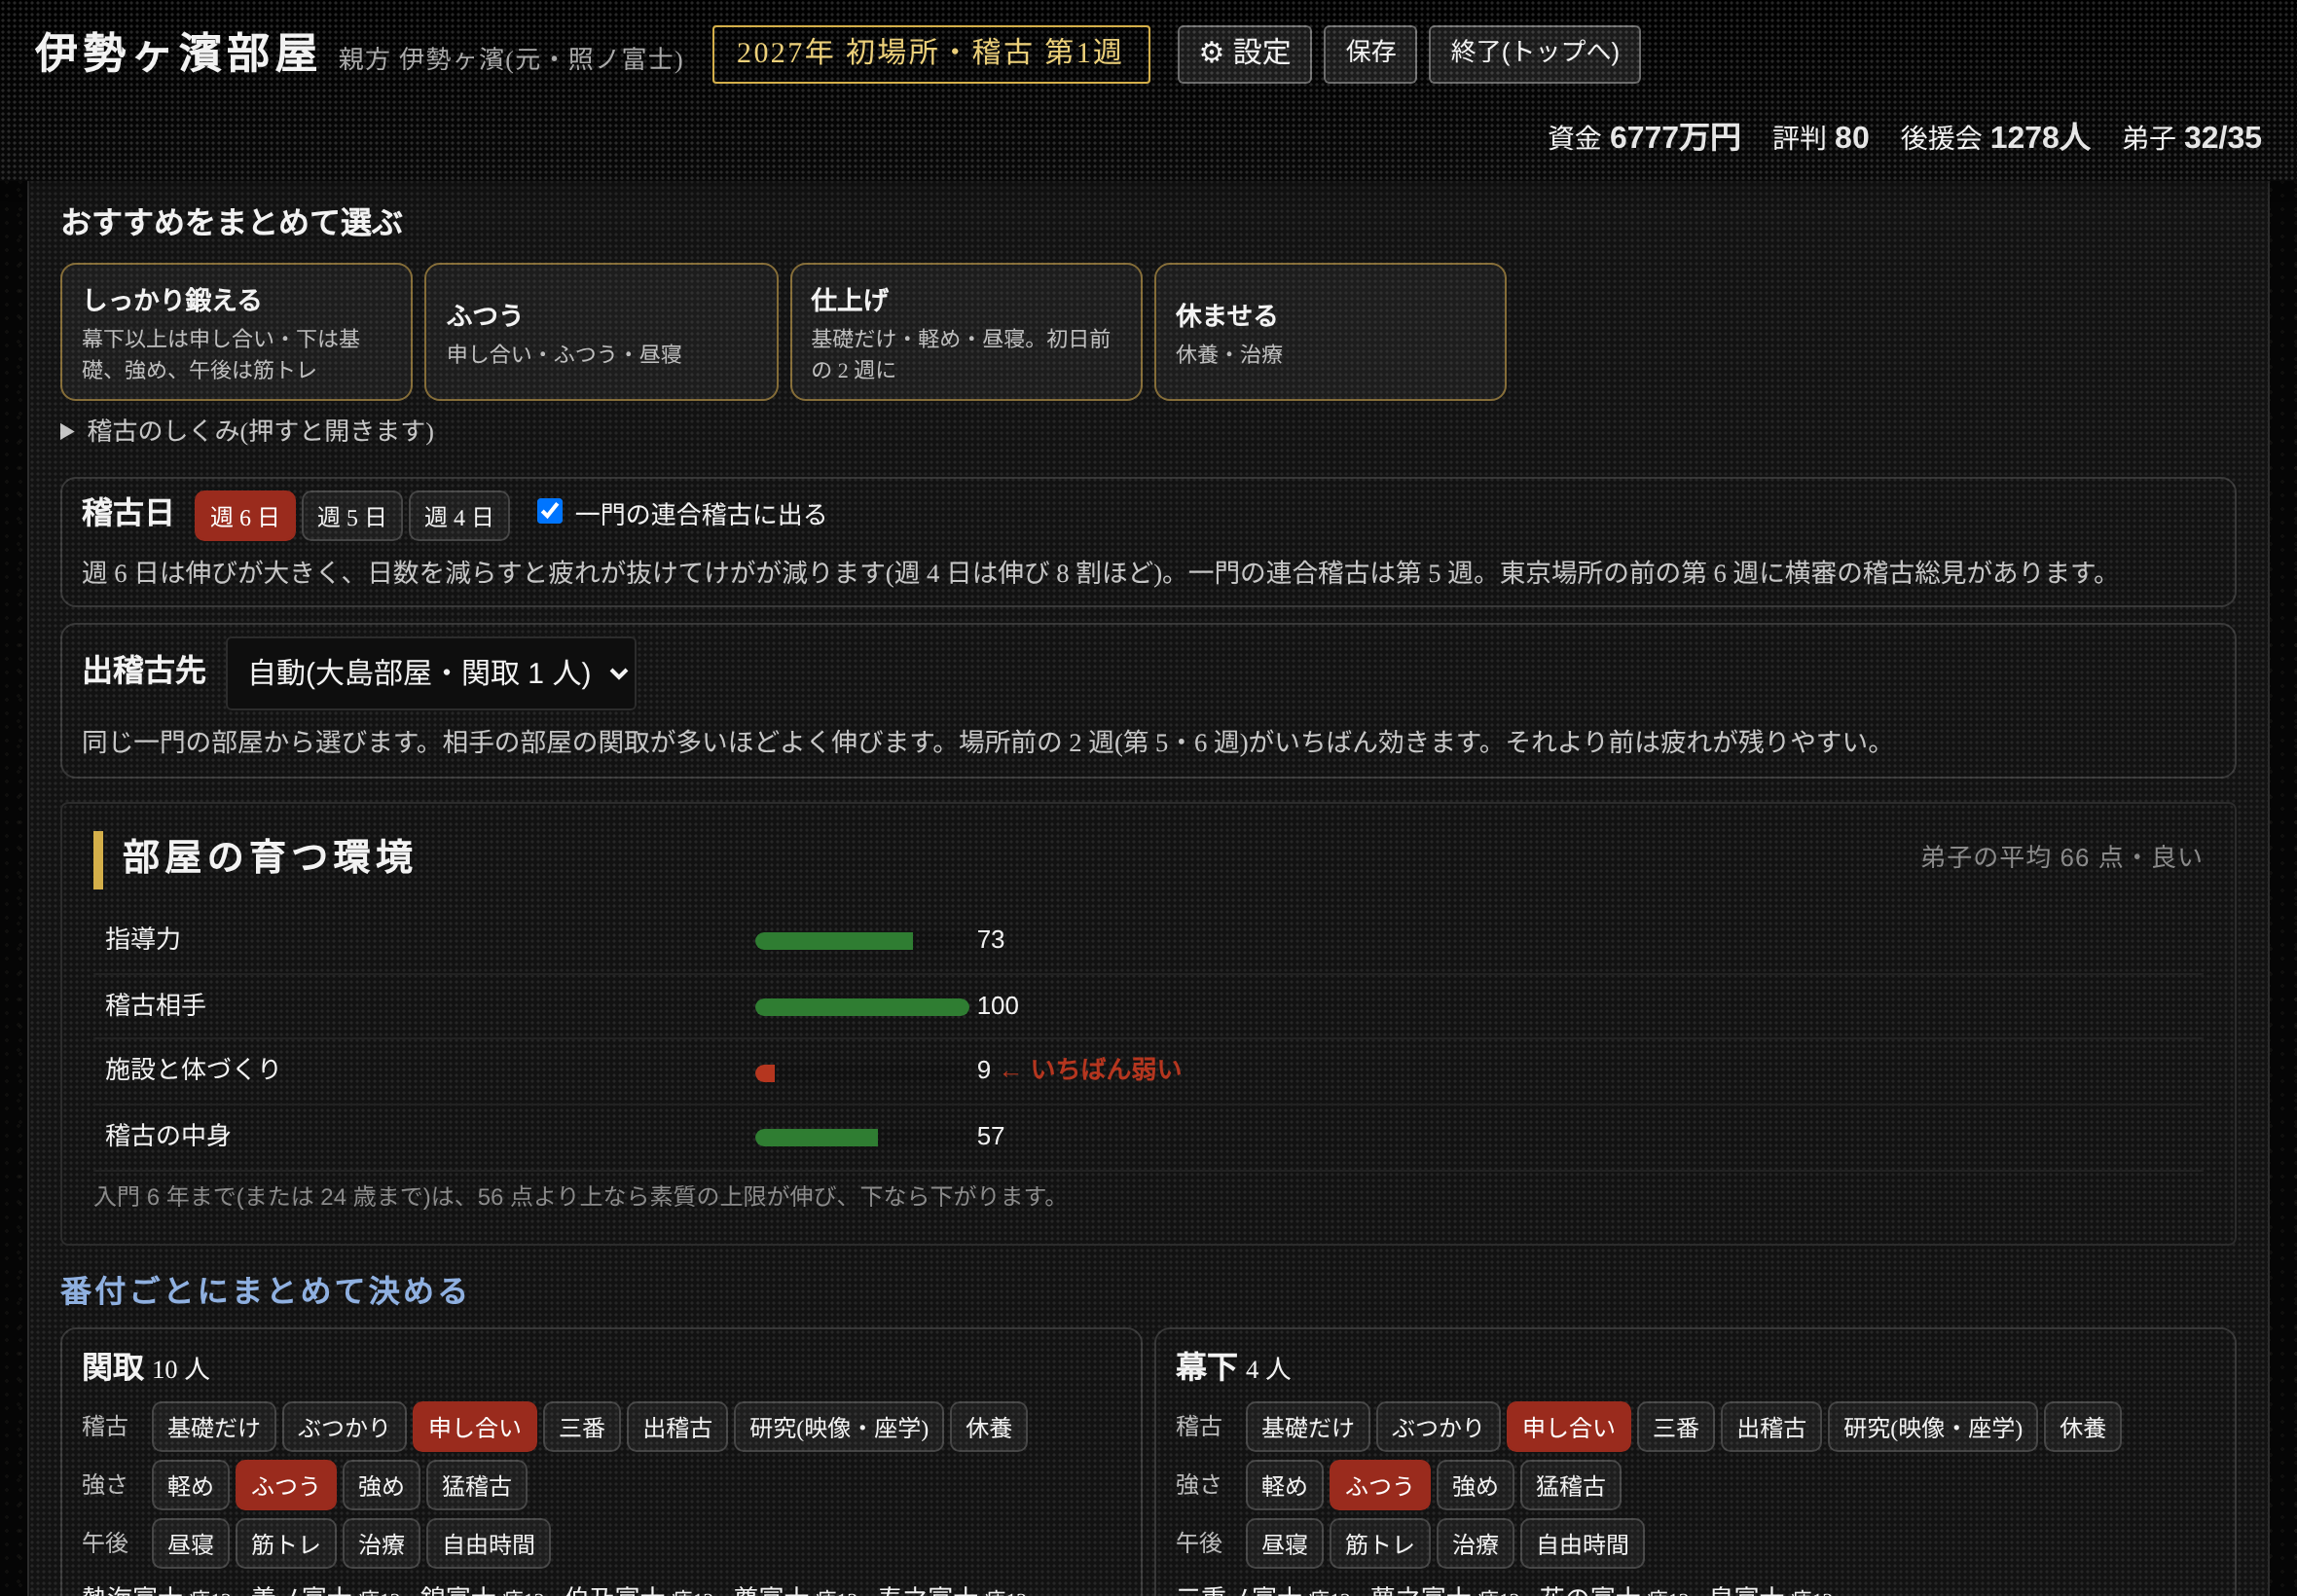 伊勢ヶ濱部屋 親方 伊勢ヶ濱(元・照ノ富士) 2027年 初場所・稽古 第1週 ⚙ 設定 保存 終了(トップへ)
資金 6777万円 評判 80 後援会 1278人 弟子 32/35
おすすめをまとめて選ぶ
しっかり鍛える
幕下以上は申し合い・下は基
礎、強め、午後は筋トレ
ふつう
申し合い・ふつう・昼寝
仕上げ
基礎だけ・軽め・昼寝。初日前
の 2 週に
休ませる
休養・治療
▶ 稽古のしくみ(押すと開きます)
稽古日 週 6 日 週 5 日 週 4 日 一門の連合稽古に出る
週 6 日は伸びが大きく、日数を減らすと疲れが抜けてけがが減ります(週 4 日は伸び 8 割ほど)。一門の連合稽古は第 5 週。東京場所の前の第 6 週に横審の稽古総見があります。
出稽古先 自動(大島部屋・関取 1 人)
同じ一門の部屋から選びます。相手の部屋の関取が多いほどよく伸びます。場所前の 2 週(第 5・6 週)がいちばん効きます。それより前は疲れが残りやすい。
部屋の育つ環境 弟子の平均 66 点・良い
指導力 73
稽古相手 100
施設と体づくり 9 ← いちばん弱い
稽古の中身 57
入門 6 年まで(または 24 歳まで)は、56 点より上なら素質の上限が伸び、下なら下がります。
番付ごとにまとめて決める
関取 10 人
稽古 基礎だけ ぶつかり 申し合い 三番 出稽古 研究(映像・座学) 休養
強さ 軽め ふつう 強め 猛稽古
午後 昼寝 筋トレ 治療 自由時間
幕下 4 人
稽古 基礎だけ ぶつかり 申し合い 三番 出稽古 研究(映像・座学) 休養
強さ 軽め ふつう 強め 猛稽古
午後 昼寝 筋トレ 治療 自由時間